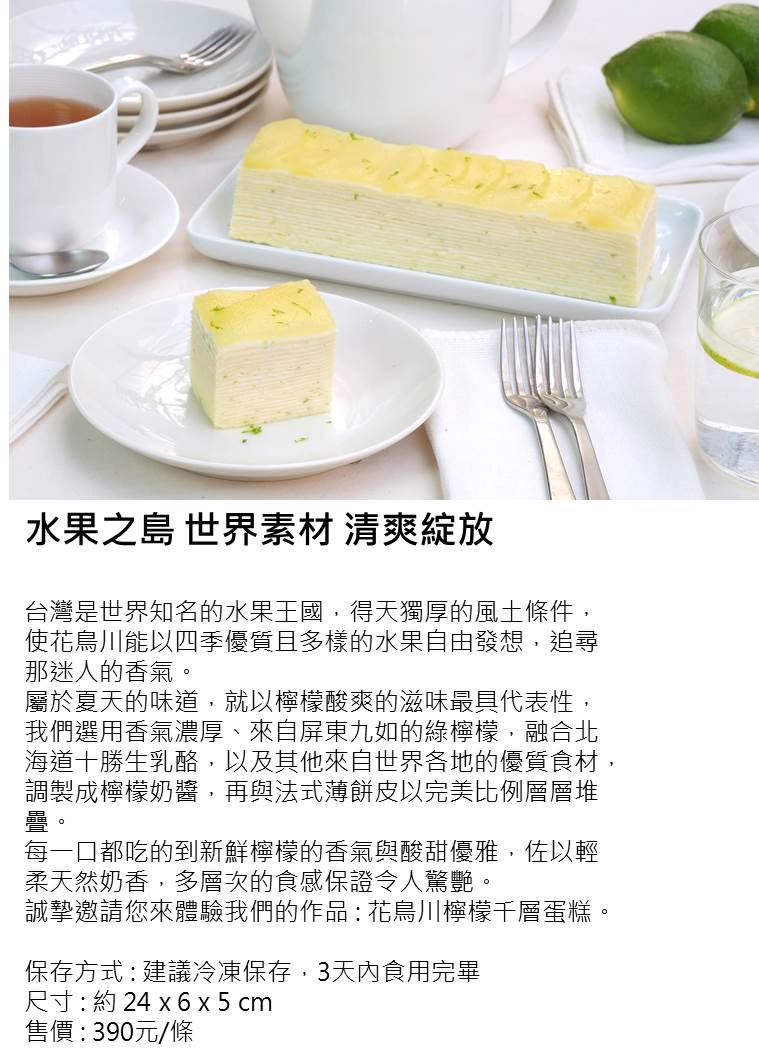 水果之島 世界素材 清爽綻放
台灣是世界知名的水果王國，得天獨厚的風土條件，
使花鳥川能以四季優質且多樣的水果自由發想，追尋
那迷人的香氣。
屬於夏天的味道，就以檸檬酸爽的滋味最具代表性，
我們選用香氣濃厚、來自屏東九如的綠檸檬，融合北
海道十勝生乳酪，以及其他來自世界各地的優質食材，
調製成檸檬奶醬，再與法式薄餅皮以完美比例層層堆
疊。
每一口都吃的到新鮮檸檬的香氣與酸甜優雅，佐以輕
柔天然奶香，多層次的食感保證令人驚艷。
誠摯邀請您來體驗我們的作品：花鳥川檸檬千層蛋糕。
保存方式：建議冷凍保存，3天內食用完畢
尺寸：約 24 x 6 x 5 cm
售價：390元/條